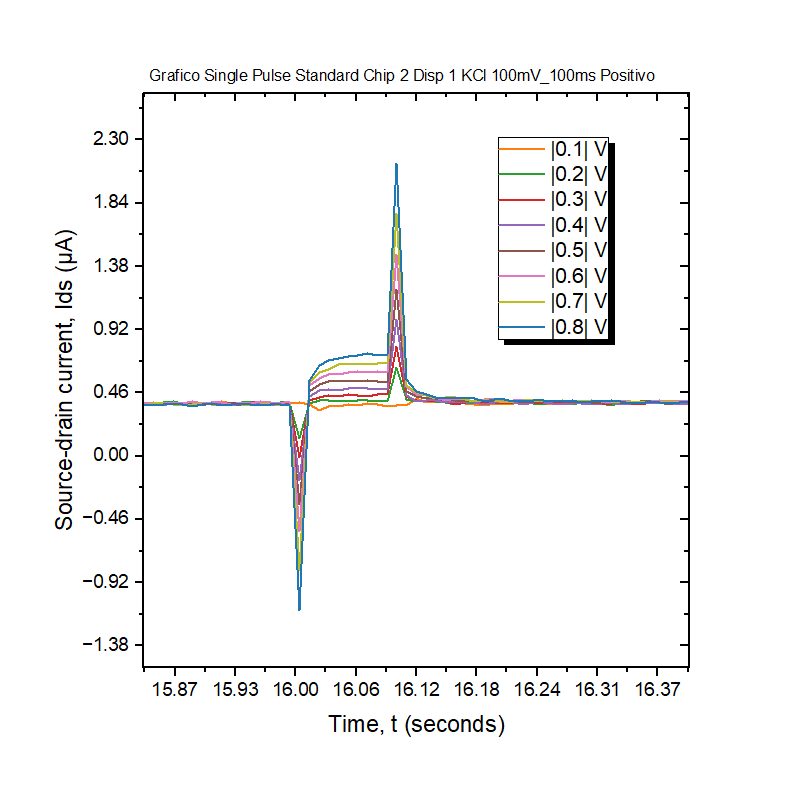 Grafico Single Pulse Standard Chip 2 Disp 1 KCl 100mV_100ms Positivo
2.30
1.84
1.38
0.92
0.46
0.00
−0.46
−0.92
−1.38
Source-drain current, Ids (µA)
|0.1| V
|0.2| V
|0.3| V
|0.4| V
|0.5| V
|0.6| V
|0.7| V
|0.8| V
15.87 15.93 16.00 16.06 16.12 16.18 16.24 16.31 16.37
Time, t (seconds)